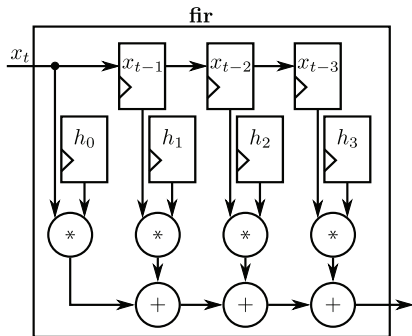 fir
x_t
x_{t-1} x_{t-2} x_{t-3}
h_0 h_1 h_2 h_3
* * * *
+ + +